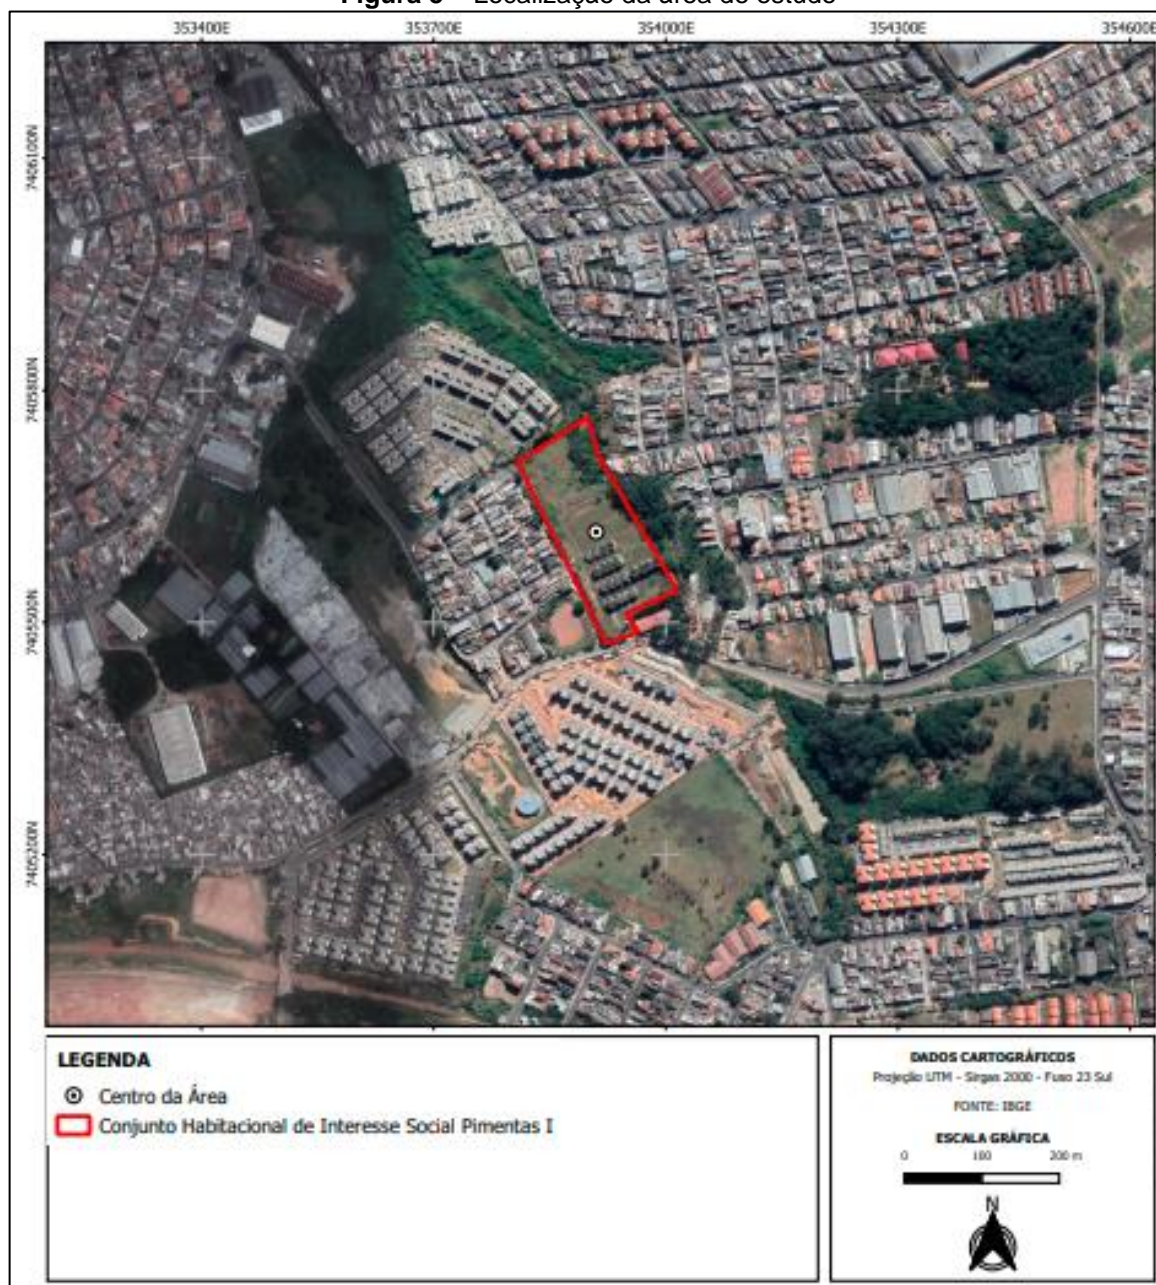 Figura 3 – Localização da área de estudo
353400E 353700E 354000E 354300E 354600E
7406100N
7405800N
7405500N
7405200N
LEGENDA
Centro da Área
Conjunto Habitacional de Interesse Social Pimentas I
DADOS CARTOGRÁFICOS
Projeção UTM - Sirgas 2000 - Fuso 23 Sul
FONTE: IBGE
ESCALA GRÁFICA
0 100 200 m
N